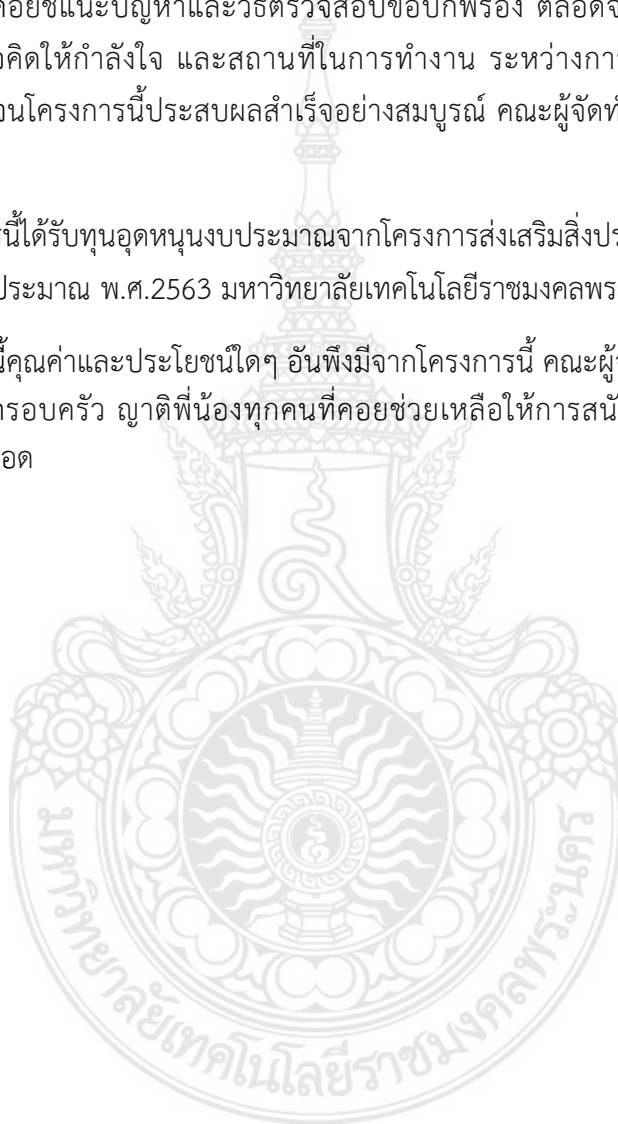 คอยชี้แนะปัญหาและวิธีตรวจสอบข้อบกพร่อง
คิดให้กำลังใจ และสถานที่ในการทำงาน ระหว่างกา
จนโครงการนี้ประสบผลสำเร็จอย่างสมบูรณ์ คณะผู้จัดทำ
นี้ได้รับทุนอุดหนุนงบประมาณจากโครงการส่งเสริมสิ่งประ
ประมาณ พ.ศ.2563 มหาวิทยาลัยเทคโนโลยีราชมงคลพร
นี้คุณค่าและประโยชน์ใดๆ อันพึงมีจากโครงการนี้ คณะผู้จ
ครอบครัว ญาติพี่น้องทุกคนที่คอยช่วยเหลือให้การสนั
อด
มหาวิทยาลัยเทคโนโลยีราชมงคลพระนคร